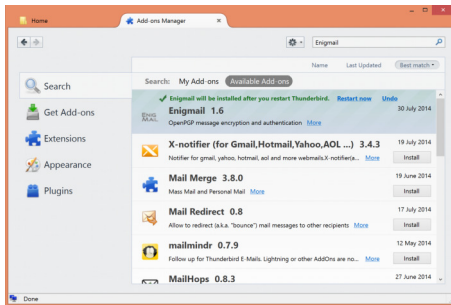 Home
Add-ons Manager
Enigmail
Name Last Updated Best match
Search: My Add-ons Available Add-ons
Search
Get Add-ons
Extensions
Appearance
Plugins
Enigmail will be installed after you restart Thunderbird. Restart now Undo
ENIG
MAIL
Enigmail 1.6 30 July 2014
OpenPGP message encryption and authentication More
X-notifier (for Gmail,Hotmail,Yahoo,AOL ...) 3.4.3 19 July 2014
Notifier for gmail, yahoo, hotmail, aol and more webmails.X-notifier(a... More Install
Mail Merge 3.8.0 19 June 2014
Mass Mail and Personal Mail More Install
Mail Redirect 0.8 17 July 2014
Allow to redirect (a.k.a. "bounce") mail messages to other recipients More Install
mailmindr 0.7.9 12 May 2014
Follow up for Thunderbird E-Mails. Lightning or other AddOns are no... More Install
MailHops 0.8.3 27 June 2014
Done